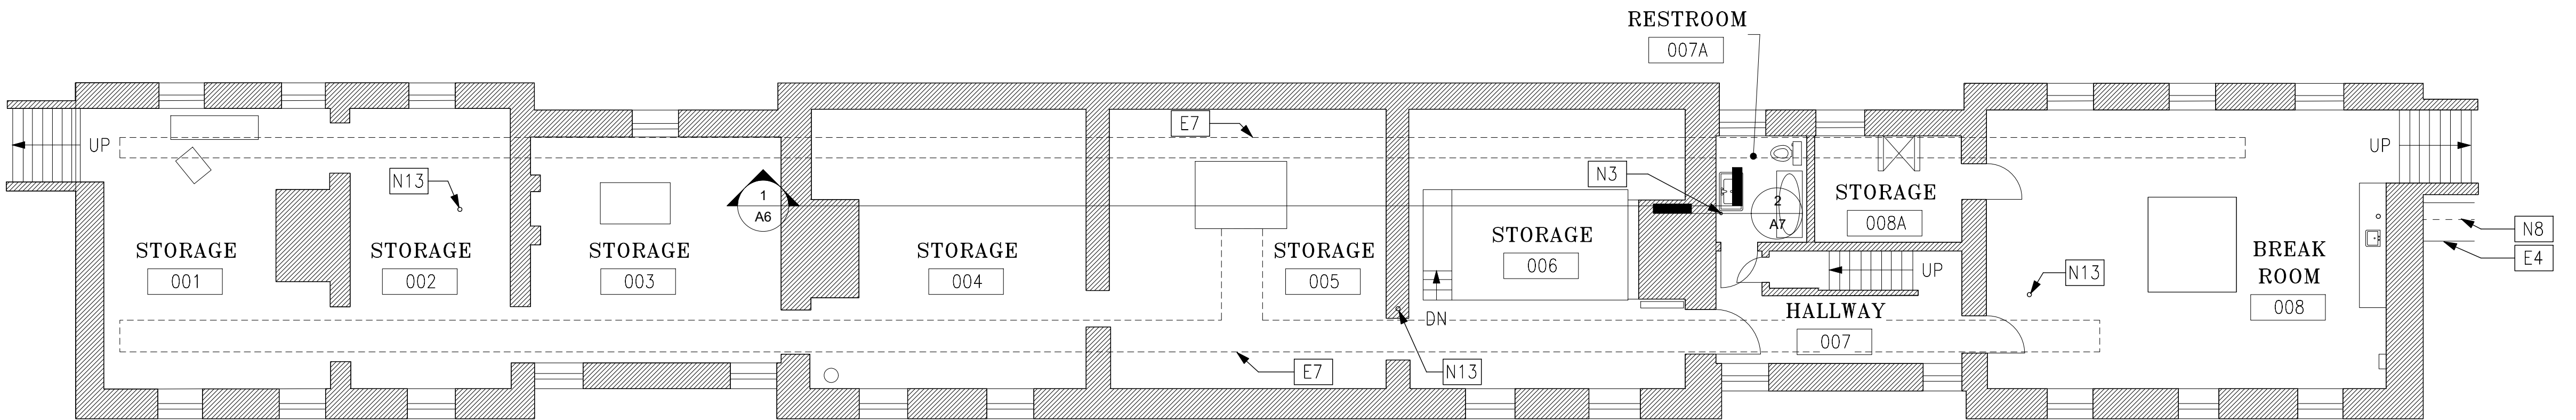 RESTROOM
007A
UP
E7
UP
N13
N3
1
A6
2
A7
STORAGE
008A
STORAGE
001
STORAGE
002
STORAGE
003
STORAGE
004
STORAGE
005
STORAGE
006
UP
N13
BREAK
ROOM
008
N8
E4
DN
HALLWAY
007
E7
N13